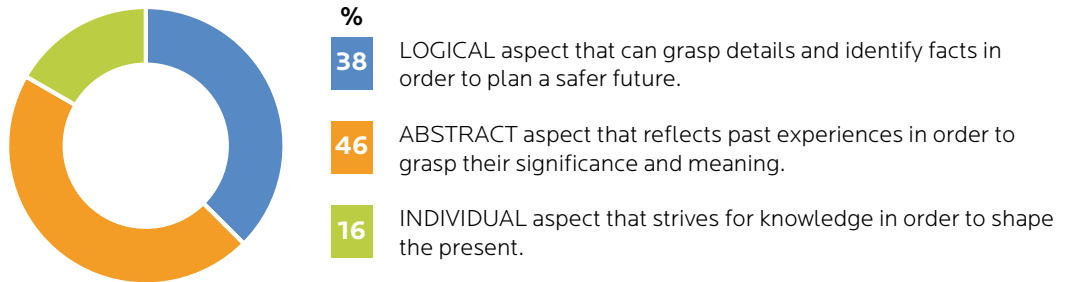 %
38 LOGICAL aspect that can grasp details and identify facts in
order to plan a safer future.
46 ABSTRACT aspect that reflects past experiences in order to
grasp their significance and meaning.
16 INDIVIDUAL aspect that strives for knowledge in order to shape
the present.